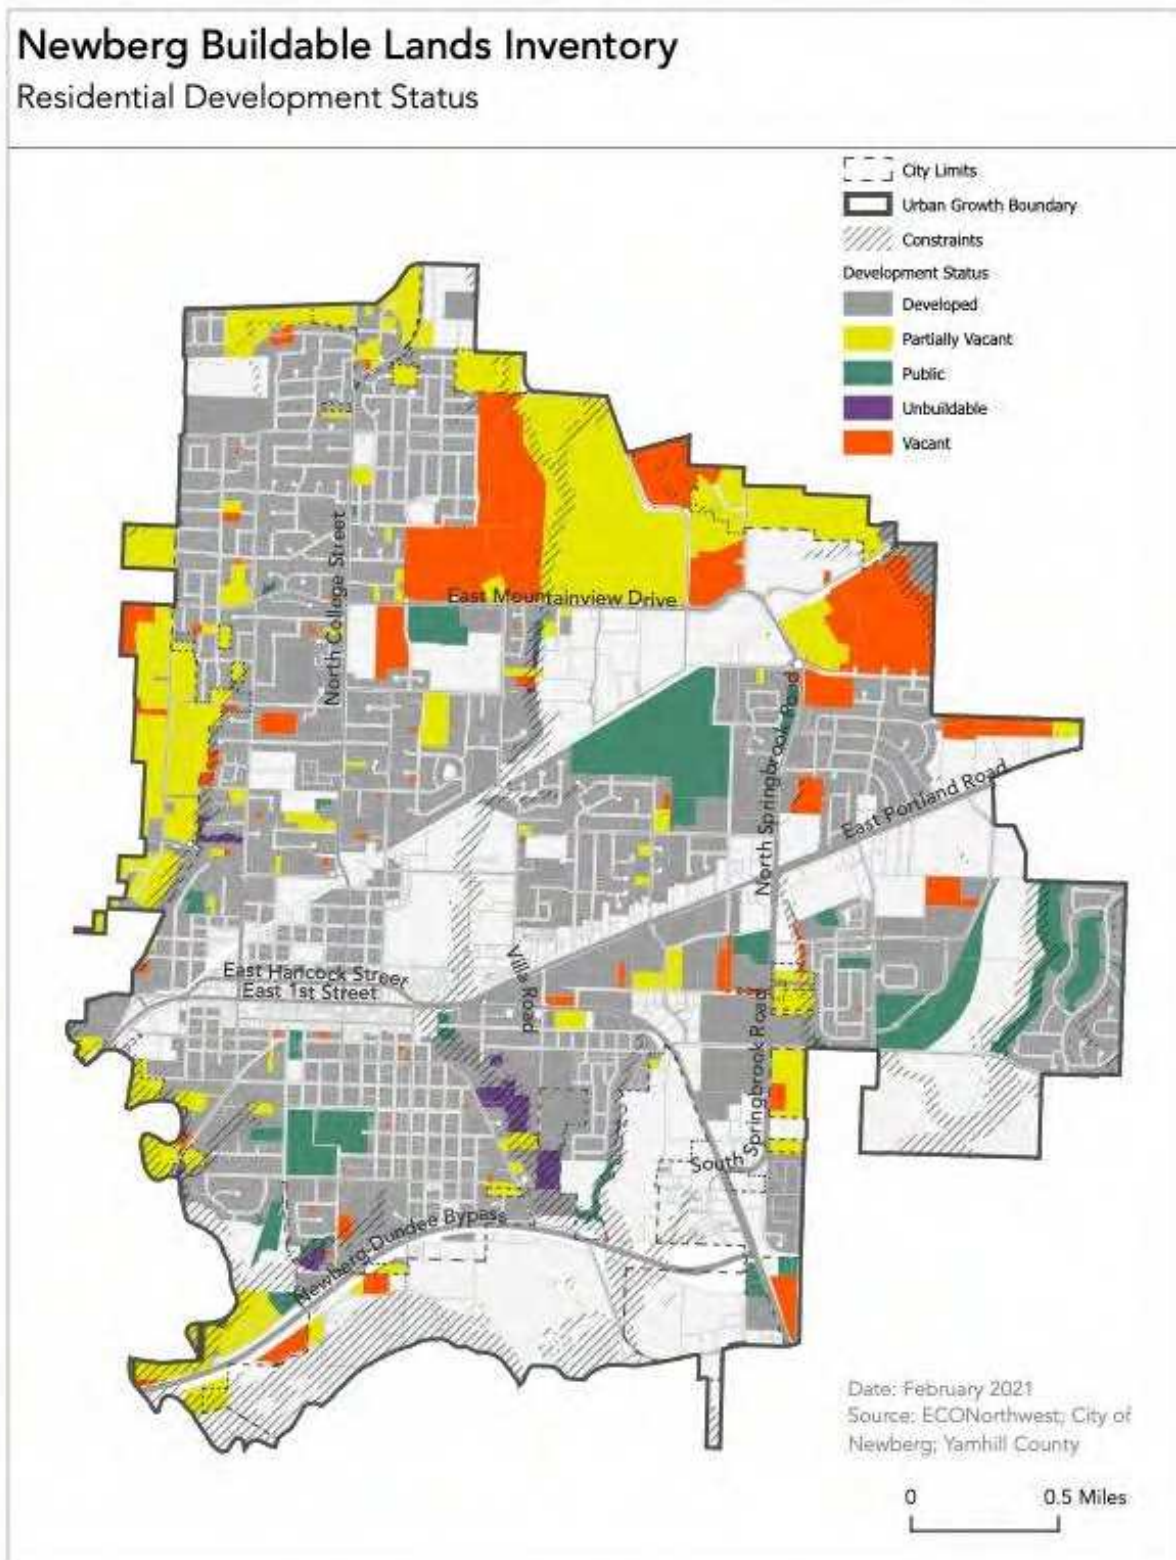 Newberg Buildable Lands Inventory
Residential Development Status
City Limits
Urban Growth Boundary
Constraints
Development Status
Developed
Partially Vacant
Public
Unbuildable
Vacant
North College Street
East Mountainview Drive
North Springbrook Road
East Portland Road
Villa Road
East Hancock Street
East 1st Street
South Springbrook Road
Newberg-Dundee Bypass
Date: February 2021
Source: ECONorthwest; City of
Newberg; Yamhill County
0 0.5 Miles